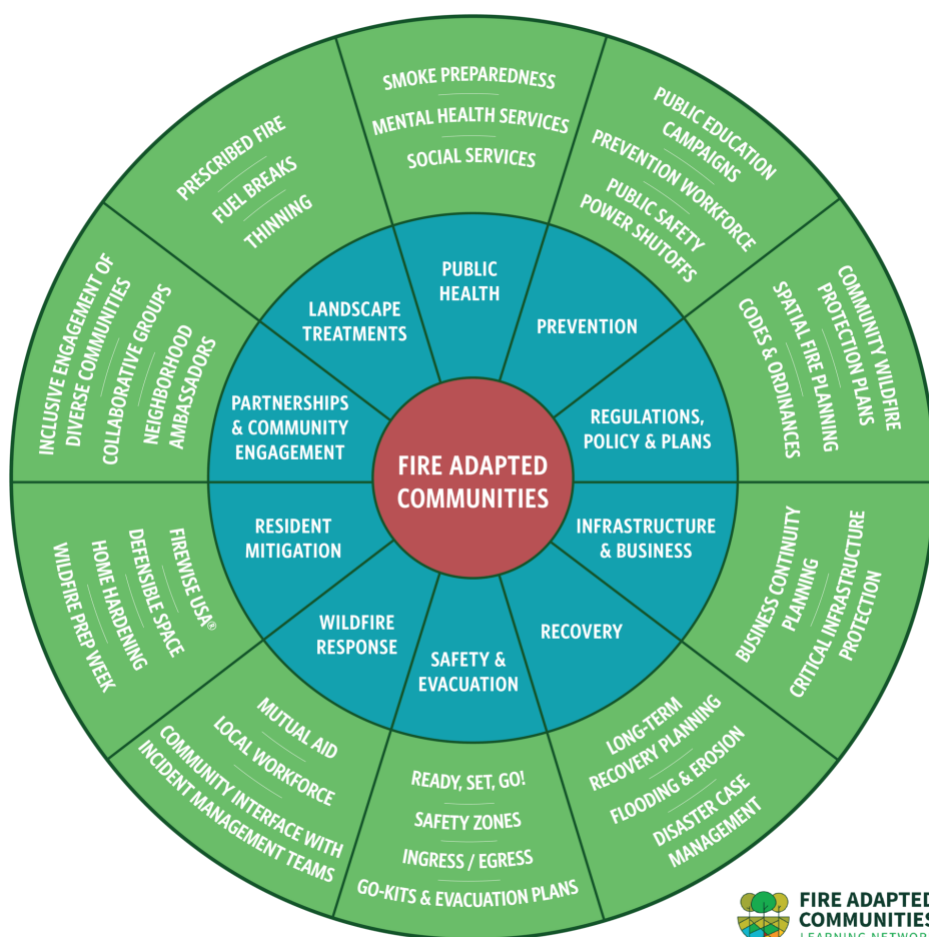 FIRE ADAPTED
COMMUNITIES
PUBLIC
HEALTH
SMOKE PREPAREDNESS
MENTAL HEALTH SERVICES
SOCIAL SERVICES
PREVENTION
PUBLIC EDUCATION
CAMPAIGNS
PREVENTION WORKFORCE
PUBLIC SAFETY
POWER SHUTOFFS
REGULATIONS,
POLICY & PLANS
COMMUNITY WILDFIRE
PROTECTION PLANS
SPATIAL FIRE PLANNING
CODES & ORDINANCES
INFRASTRUCTURE
& BUSINESS
BUSINESS CONTINUITY
PLANNING
CRITICAL INFRASTRUCTURE
PROTECTION
RECOVERY
LONG-TERM
RECOVERY PLANNING
FLOODING & EROSION
DISASTER CASE
MANAGEMENT
SAFETY &
EVACUATION
READY, SET, GO!
SAFETY ZONES
INGRESS / EGRESS
GO-KITS & EVACUATION PLANS
WILDFIRE
RESPONSE
MUTUAL AID
LOCAL WORKFORCE
COMMUNITY INTERFACE WITH
INCIDENT MANAGEMENT TEAMS
RESIDENT
MITIGATION
FIREWISE USA®
DEFENSIBLE SPACE
HOME HARDENING
WILDFIRE PREP WEEK
PARTNERSHIPS
& COMMUNITY
ENGAGEMENT
INCLUSIVE ENGAGEMENT OF
DIVERSE COMMUNITIES
COLLABORATIVE GROUPS
NEIGHBORHOOD
AMBASSADORS
LANDSCAPE
TREATMENTS
PRESCRIBED FIRE
FUEL BREAKS
THINNING
FIRE ADAPTED
COMMUNITIES
LEARNING NETWOR